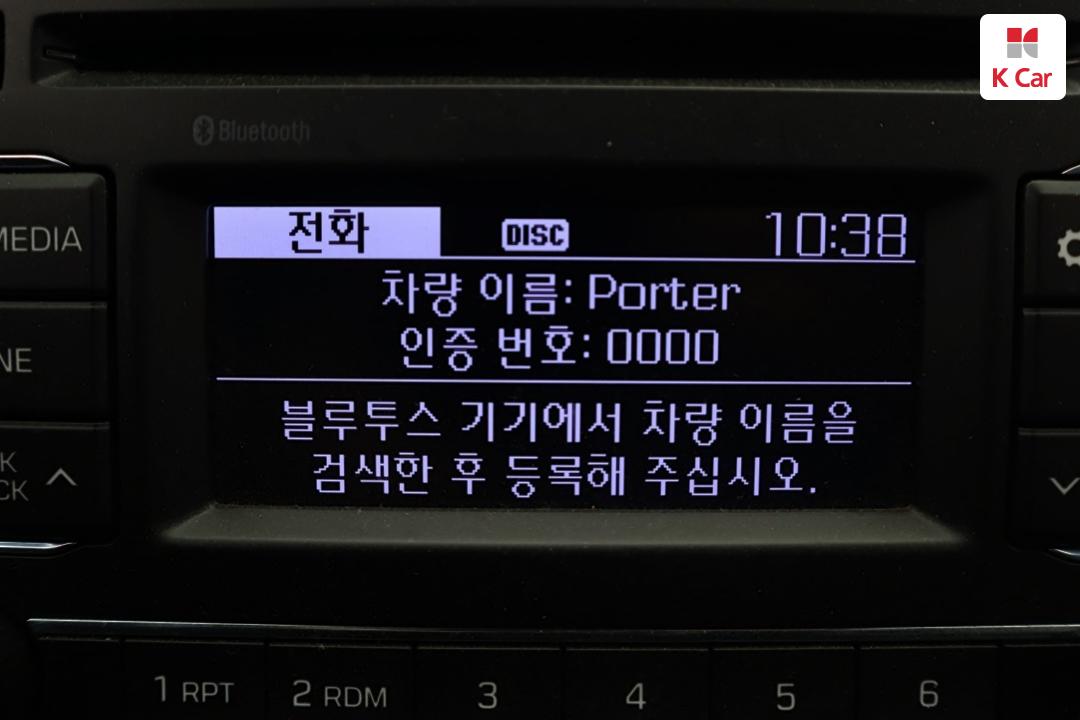 K Car
Bluetooth
MEDIA
전화 DISC 10:38
차량 이름: Porter
인증 번호: 0000
블루투스 기기에서 차량 이름을
검색한 후 등록해 주십시오.
NE
K
CK
1 RPT 2 RDM 3 4 5 6